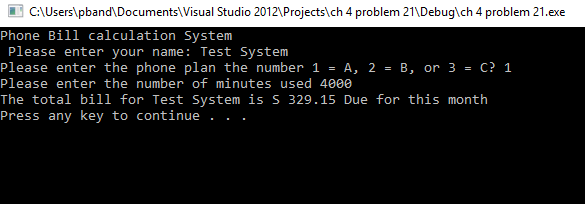 C:\Users\pband\Documents\Visual Studio 2012\Projects\ch 4 problem 21\Debug\ch 4 problem 21.exe
Phone Bill calculation System
Please enter your name: Test System
Please enter the phone plan the number 1 = A, 2 = B, or 3 = C? 1
Please enter the number of minutes used 4000
The total bill for Test System is S 329.15 Due for this month
Press any key to continue . . .